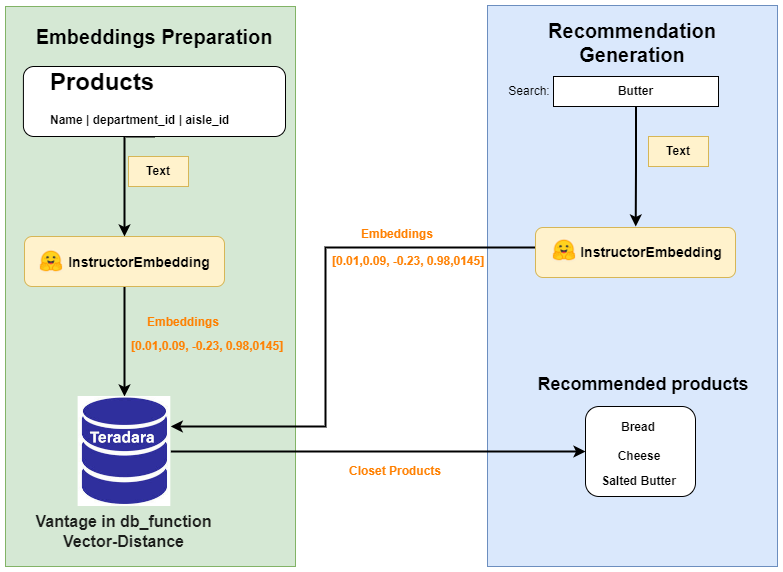 Embeddings Preparation
Products
Name | department_id | aisle_id
Text
InstructorEmbedding
Embeddings
[0.01,0.09, -0.23, 0.98,0145]
Teradara
Vantage in db_function
Vector-Distance
Embeddings
[0.01,0.09, -0.23, 0.98,0145]
Closet Products
Recommendation
Generation
Search:
Butter
Text
InstructorEmbedding
Recommended products
Bread
Cheese
Salted Butter